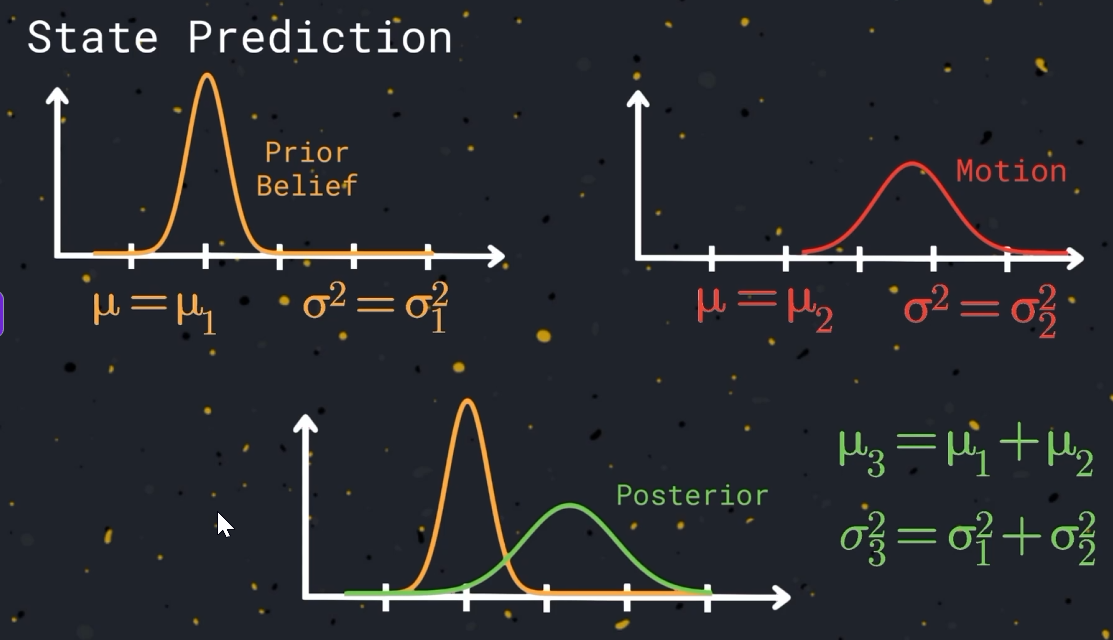 State Prediction
Prior
Belief
Motion
μ = μ₁
σ² = σ₁²
μ = μ₂
σ² = σ₂²
Posterior
μ₃ = μ₁ + μ₂
σ₃² = σ₁² + σ₂²